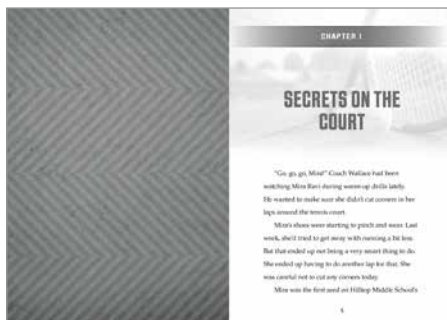 CHAPTER 1
SECRETS ON THE
COURT
"Go, go, go, Mira!" Coach Wallace had been
watching Mira Ravi during warm-up drills lately.
He wanted to make sure she didn't cut corners in her
laps around the tennis court.
Mira's shoes were starting to pinch and wear. Last
week, she'd tried to get away with running a bit less.
But that ended up not being a very smart thing to do.
She ended up having to do another lap for that. She
was careful not to cut any corners today.
Mira was the first seed on Hilltop Middle School's
5